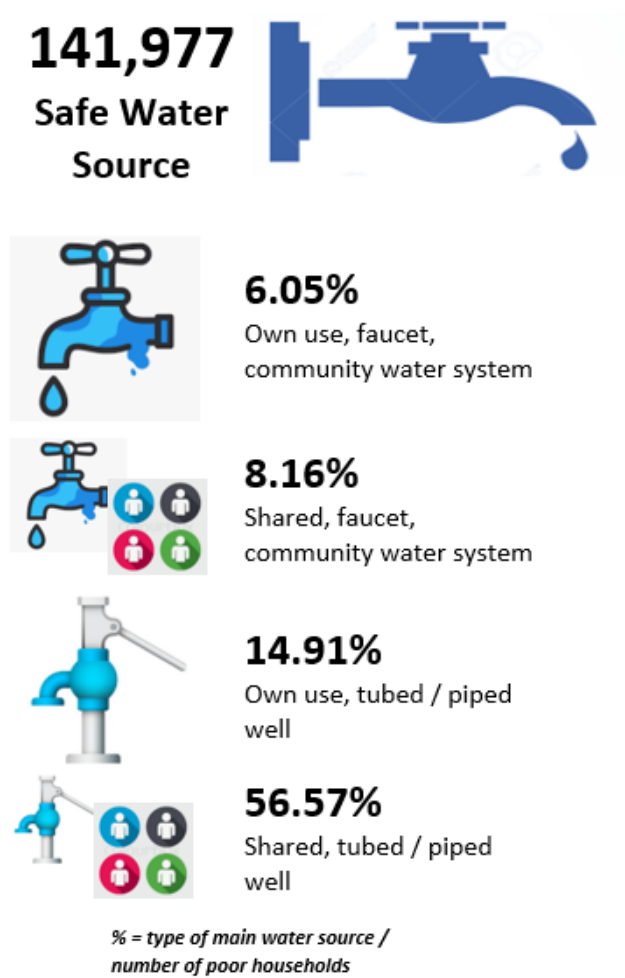 141,977
Safe Water
Source
6.05%
Own use, faucet,
community water system
8.16%
Shared, faucet,
community water system
14.91%
Own use, tubed / piped
well
56.57%
Shared, tubed / piped
well
% = type of main water source /
number of poor households